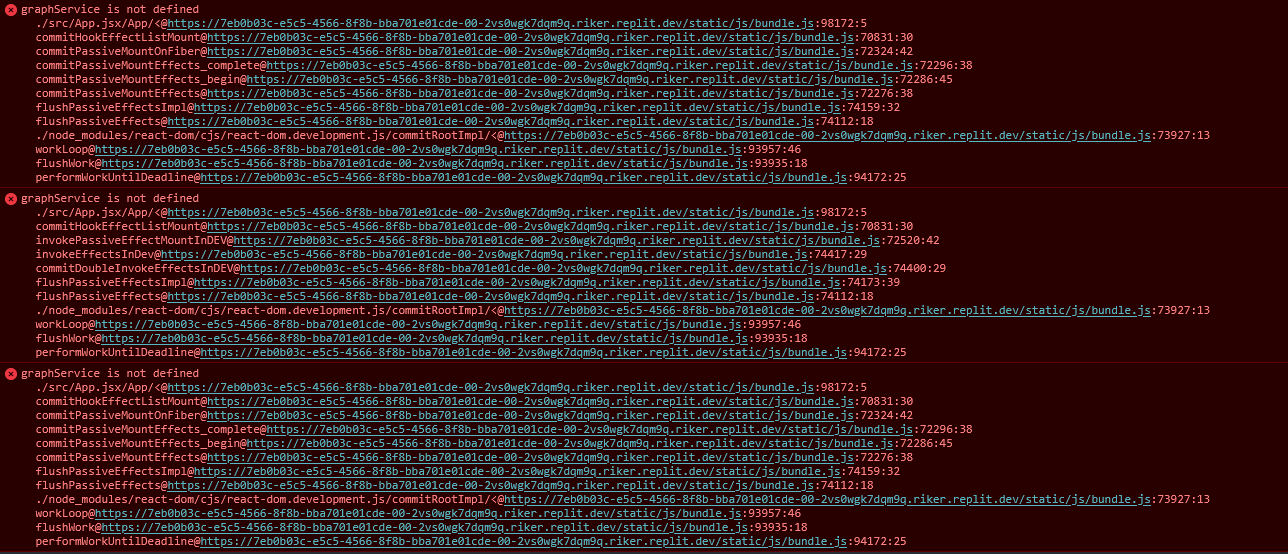 graphService is not defined
./src/App.jsx/App/<@https://7eb0b03c-e5c5-4566-8f8b-bba701e01cde-00-2vs0wgk7dqm9q.riker.replit.dev/static/js/bundle.js:98172:5
commitHookEffectListMount@https://7eb0b03c-e5c5-4566-8f8b-bba701e01cde-00-2vs0wgk7dqm9q.riker.replit.dev/static/js/bundle.js:70831:30
commitPassiveMountOnFiber@https://7eb0b03c-e5c5-4566-8f8b-bba701e01cde-00-2vs0wgk7dqm9q.riker.replit.dev/static/js/bundle.js:72324:42
commitPassiveMountEffects_complete@https://7eb0b03c-e5c5-4566-8f8b-bba701e01cde-00-2vs0wgk7dqm9q.riker.replit.dev/static/js/bundle.js:72296:38
commitPassiveMountEffects_begin@https://7eb0b03c-e5c5-4566-8f8b-bba701e01cde-00-2vs0wgk7dqm9q.riker.replit.dev/static/js/bundle.js:72286:45
commitPassiveMountEffects@https://7eb0b03c-e5c5-4566-8f8b-bba701e01cde-00-2vs0wgk7dqm9q.riker.replit.dev/static/js/bundle.js:72276:38
flushPassiveEffectsImpl@https://7eb0b03c-e5c5-4566-8f8b-bba701e01cde-00-2vs0wgk7dqm9q.riker.replit.dev/static/js/bundle.js:74159:32
flushPassiveEffects@https://7eb0b03c-e5c5-4566-8f8b-bba701e01cde-00-2vs0wgk7dqm9q.riker.replit.dev/static/js/bundle.js:74112:18
./node_modules/react-dom/cjs/react-dom.development.js/commitRootImpl/<@https://7eb0b03c-e5c5-4566-8f8b-bba701e01cde-00-2vs0wgk7dqm9q.riker.replit.dev/static/js/bundle.js:73927:13
workLoop@https://7eb0b03c-e5c5-4566-8f8b-bba701e01cde-00-2vs0wgk7dqm9q.riker.replit.dev/static/js/bundle.js:93957:46
flushWork@https://7eb0b03c-e5c5-4566-8f8b-bba701e01cde-00-2vs0wgk7dqm9q.riker.replit.dev/static/js/bundle.js:93935:18
performWorkUntilDeadline@https://7eb0b03c-e5c5-4566-8f8b-bba701e01cde-00-2vs0wgk7dqm9q.riker.replit.dev/static/js/bundle.js:94172:25
graphService is not defined
./src/App.jsx/App/<@https://7eb0b03c-e5c5-4566-8f8b-bba701e01cde-00-2vs0wgk7dqm9q.riker.replit.dev/static/js/bundle.js:98172:5
commitHookEffectListMount@https://7eb0b03c-e5c5-4566-8f8b-bba701e01cde-00-2vs0wgk7dqm9q.riker.replit.dev/static/js/bundle.js:70831:30
invokePassiveEffectMountInDEV@https://7eb0b03c-e5c5-4566-8f8b-bba701e01cde-00-2vs0wgk7dqm9q.riker.replit.dev/static/js/bundle.js:72520:42
invokeEffectsInDev@https://7eb0b03c-e5c5-4566-8f8b-bba701e01cde-00-2vs0wgk7dqm9q.riker.replit.dev/static/js/bundle.js:74417:29
commitDoubleInvokeEffectsInDEV@https://7eb0b03c-e5c5-4566-8f8b-bba701e01cde-00-2vs0wgk7dqm9q.riker.replit.dev/static/js/bundle.js:74400:29
flushPassiveEffectsImpl@https://7eb0b03c-e5c5-4566-8f8b-bba701e01cde-00-2vs0wgk7dqm9q.riker.replit.dev/static/js/bundle.js:74173:39
flushPassiveEffects@https://7eb0b03c-e5c5-4566-8f8b-bba701e01cde-00-2vs0wgk7dqm9q.riker.replit.dev/static/js/bundle.js:74112:18
./node_modules/react-dom/cjs/react-dom.development.js/commitRootImpl/<@https://7eb0b03c-e5c5-4566-8f8b-bba701e01cde-00-2vs0wgk7dqm9q.riker.replit.dev/static/js/bundle.js:73927:13
workLoop@https://7eb0b03c-e5c5-4566-8f8b-bba701e01cde-00-2vs0wgk7dqm9q.riker.replit.dev/static/js/bundle.js:93957:46
flushWork@https://7eb0b03c-e5c5-4566-8f8b-bba701e01cde-00-2vs0wgk7dqm9q.riker.replit.dev/static/js/bundle.js:93935:18
performWorkUntilDeadline@https://7eb0b03c-e5c5-4566-8f8b-bba701e01cde-00-2vs0wgk7dqm9q.riker.replit.dev/static/js/bundle.js:94172:25
graphService is not defined
./src/App.jsx/App/<@https://7eb0b03c-e5c5-4566-8f8b-bba701e01cde-00-2vs0wgk7dqm9q.riker.replit.dev/static/js/bundle.js:98172:5
commitHookEffectListMount@https://7eb0b03c-e5c5-4566-8f8b-bba701e01cde-00-2vs0wgk7dqm9q.riker.replit.dev/static/js/bundle.js:70831:30
commitPassiveMountOnFiber@https://7eb0b03c-e5c5-4566-8f8b-bba701e01cde-00-2vs0wgk7dqm9q.riker.replit.dev/static/js/bundle.js:72324:42
commitPassiveMountEffects_complete@https://7eb0b03c-e5c5-4566-8f8b-bba701e01cde-00-2vs0wgk7dqm9q.riker.replit.dev/static/js/bundle.js:72296:38
commitPassiveMountEffects_begin@https://7eb0b03c-e5c5-4566-8f8b-bba701e01cde-00-2vs0wgk7dqm9q.riker.replit.dev/static/js/bundle.js:72286:45
commitPassiveMountEffects@https://7eb0b03c-e5c5-4566-8f8b-bba701e01cde-00-2vs0wgk7dqm9q.riker.replit.dev/static/js/bundle.js:72276:38
flushPassiveEffectsImpl@https://7eb0b03c-e5c5-4566-8f8b-bba701e01cde-00-2vs0wgk7dqm9q.riker.replit.dev/static/js/bundle.js:74159:32
flushPassiveEffects@https://7eb0b03c-e5c5-4566-8f8b-bba701e01cde-00-2vs0wgk7dqm9q.riker.replit.dev/static/js/bundle.js:74112:18
./node_modules/react-dom/cjs/react-dom.development.js/commitRootImpl/<@https://7eb0b03c-e5c5-4566-8f8b-bba701e01cde-00-2vs0wgk7dqm9q.riker.replit.dev/static/js/bundle.js:73927:13
workLoop@https://7eb0b03c-e5c5-4566-8f8b-bba701e01cde-00-2vs0wgk7dqm9q.riker.replit.dev/static/js/bundle.js:93957:46
flushWork@https://7eb0b03c-e5c5-4566-8f8b-bba701e01cde-00-2vs0wgk7dqm9q.riker.replit.dev/static/js/bundle.js:93935:18
performWorkUntilDeadline@https://7eb0b03c-e5c5-4566-8f8b-bba701e01cde-00-2vs0wgk7dqm9q.riker.replit.dev/static/js/bundle.js:94172:25